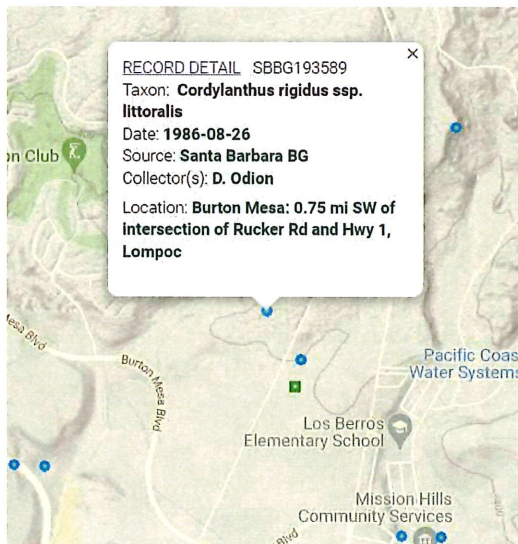 RECORD DETAIL SBBG193589
Taxon: Cordylanthus rigidus ssp.
littoralis
Date: 1986-08-26
Source: Santa Barbara BG
Collector(s): D. Odion
Location: Burton Mesa: 0.75 mi SW of
intersection of Rucker Rd and Hwy 1,
Lompoc
on Club
Mesa Blvd
Burton Mesa Blvd
Pacific Coas
Water Systems
Los Berros
Elementary School
Mission Hills
Community Services
Blvd